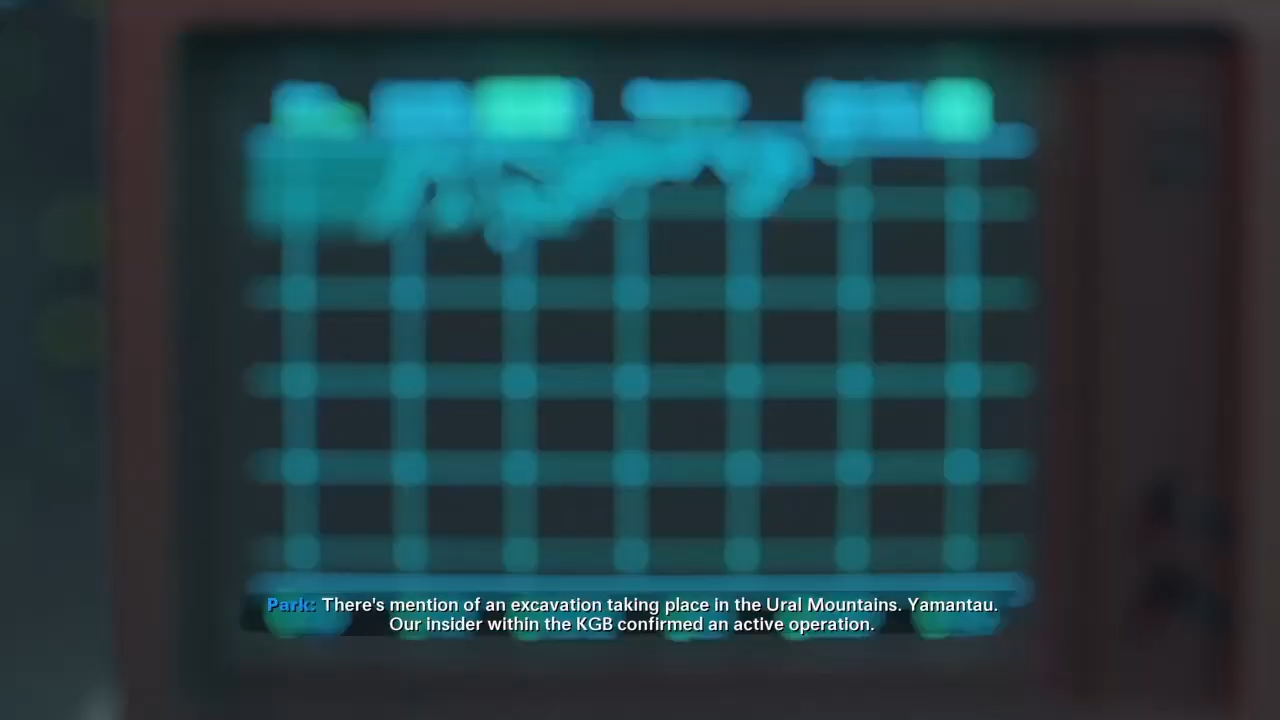 Park: There's mention of an excavation taking place in the Ural Mountains. Yamantau.
Our insider within the KGB confirmed an active operation.